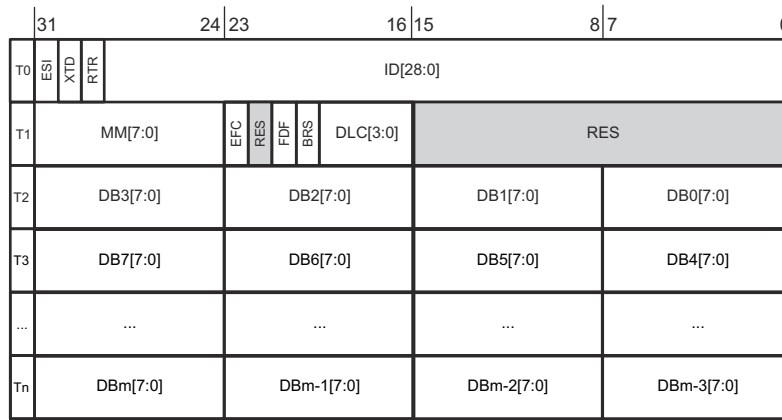 31 24 23 16 15 8 7
T0 ESI XTD RTR ID[28:0]
T1 MM[7:0] EFC RES FDF BRS DLC[3:0] RES
T2 DB3[7:0] DB2[7:0] DB1[7:0] DB0[7:0]
T3 DB7[7:0] DB6[7:0] DB5[7:0] DB4[7:0]
... ... ... ... ...
Tn DBm[7:0] DBm-1[7:0] DBm-2[7:0] DBm-3[7:0]